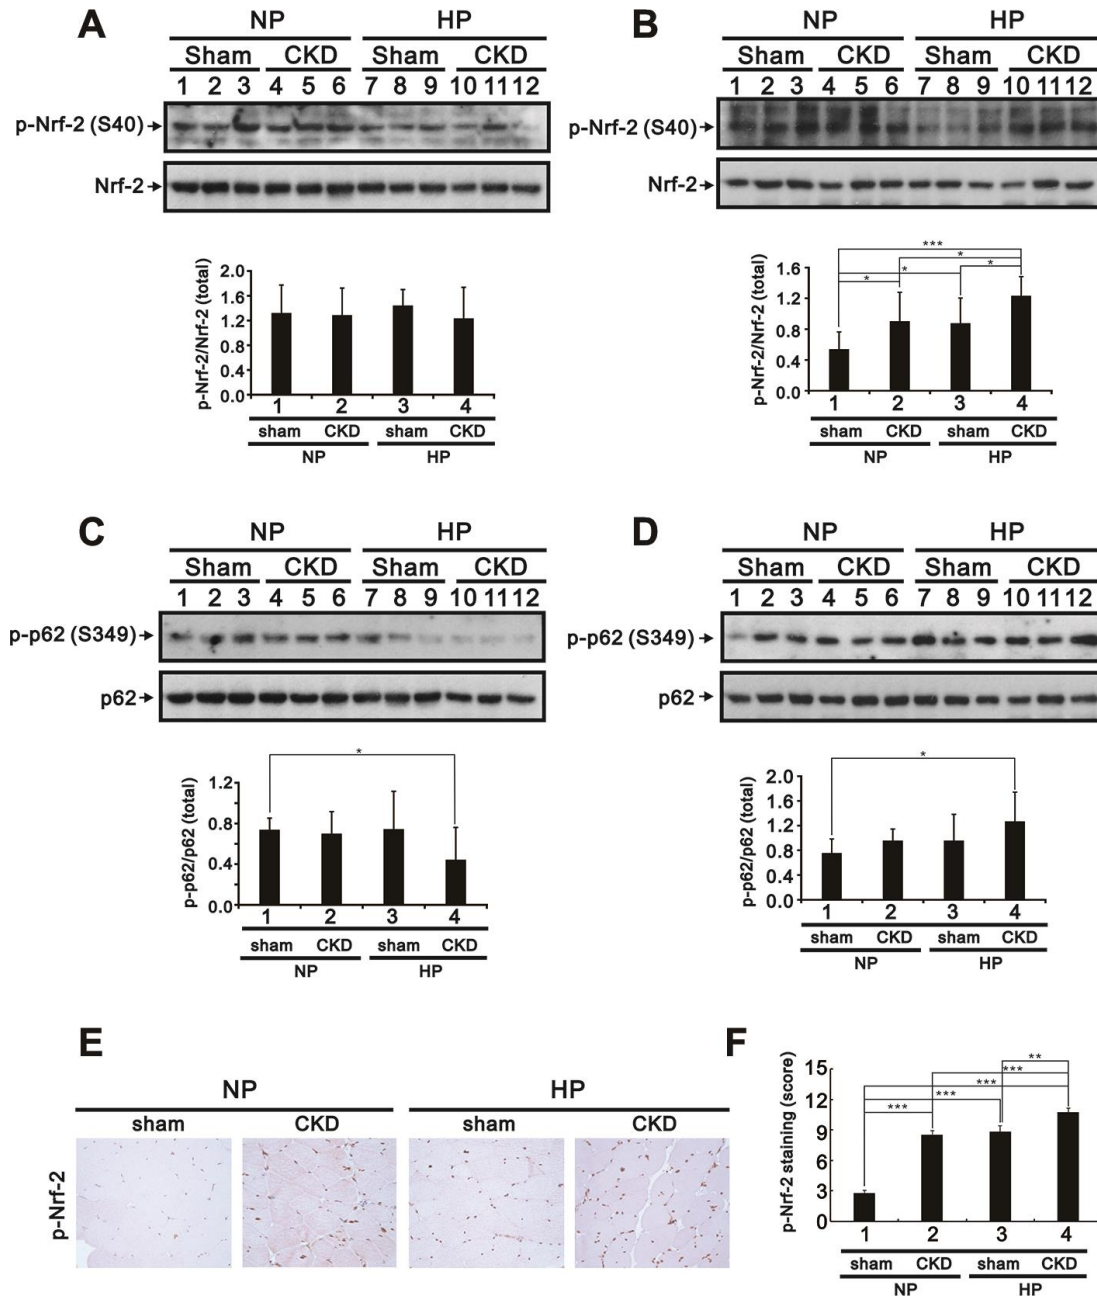 A
NP HP
Sham CKD Sham CKD
1 2 3 4 5 6 7 8 9 10 11 12
p-Nrf-2 (S40)
Nrf-2
p-Nrf-2/Nrf-2 (total)
2.0
1.6
1.2
0.8
0.4
0.0
1 2 3 4
sham CKD sham CKD
NP HP
B
NP HP
Sham CKD Sham CKD
1 2 3 4 5 6 7 8 9 10 11 12
p-Nrf-2 (S40)
Nrf-2
p-Nrf-2/Nrf-2 (total)
***
*
* *
*
1.6
1.2
0.8
0.4
0.0
1 2 3 4
sham CKD sham CKD
NP HP
C
NP HP
Sham CKD Sham CKD
1 2 3 4 5 6 7 8 9 10 11 12
p-p62 (S349)
p62
p-p62/p62 (total)
*
1.2
0.8
0.4
0.0
1 2 3 4
sham CKD sham CKD
NP HP
D
NP HP
Sham CKD Sham CKD
1 2 3 4 5 6 7 8 9 10 11 12
p-p62 (S349)
p62
p-p62/p62 (total)
*
2.0
1.6
1.2
0.8
0.4
0.0
1 2 3 4
sham CKD sham CKD
NP HP
E
NP HP
sham CKD sham CKD
p-Nrf-2
F
p-Nrf-2 staining (score)
**
***
***
***
***
15
12
9
6
3
0
1 2 3 4
sham CKD sham CKD
NP HP